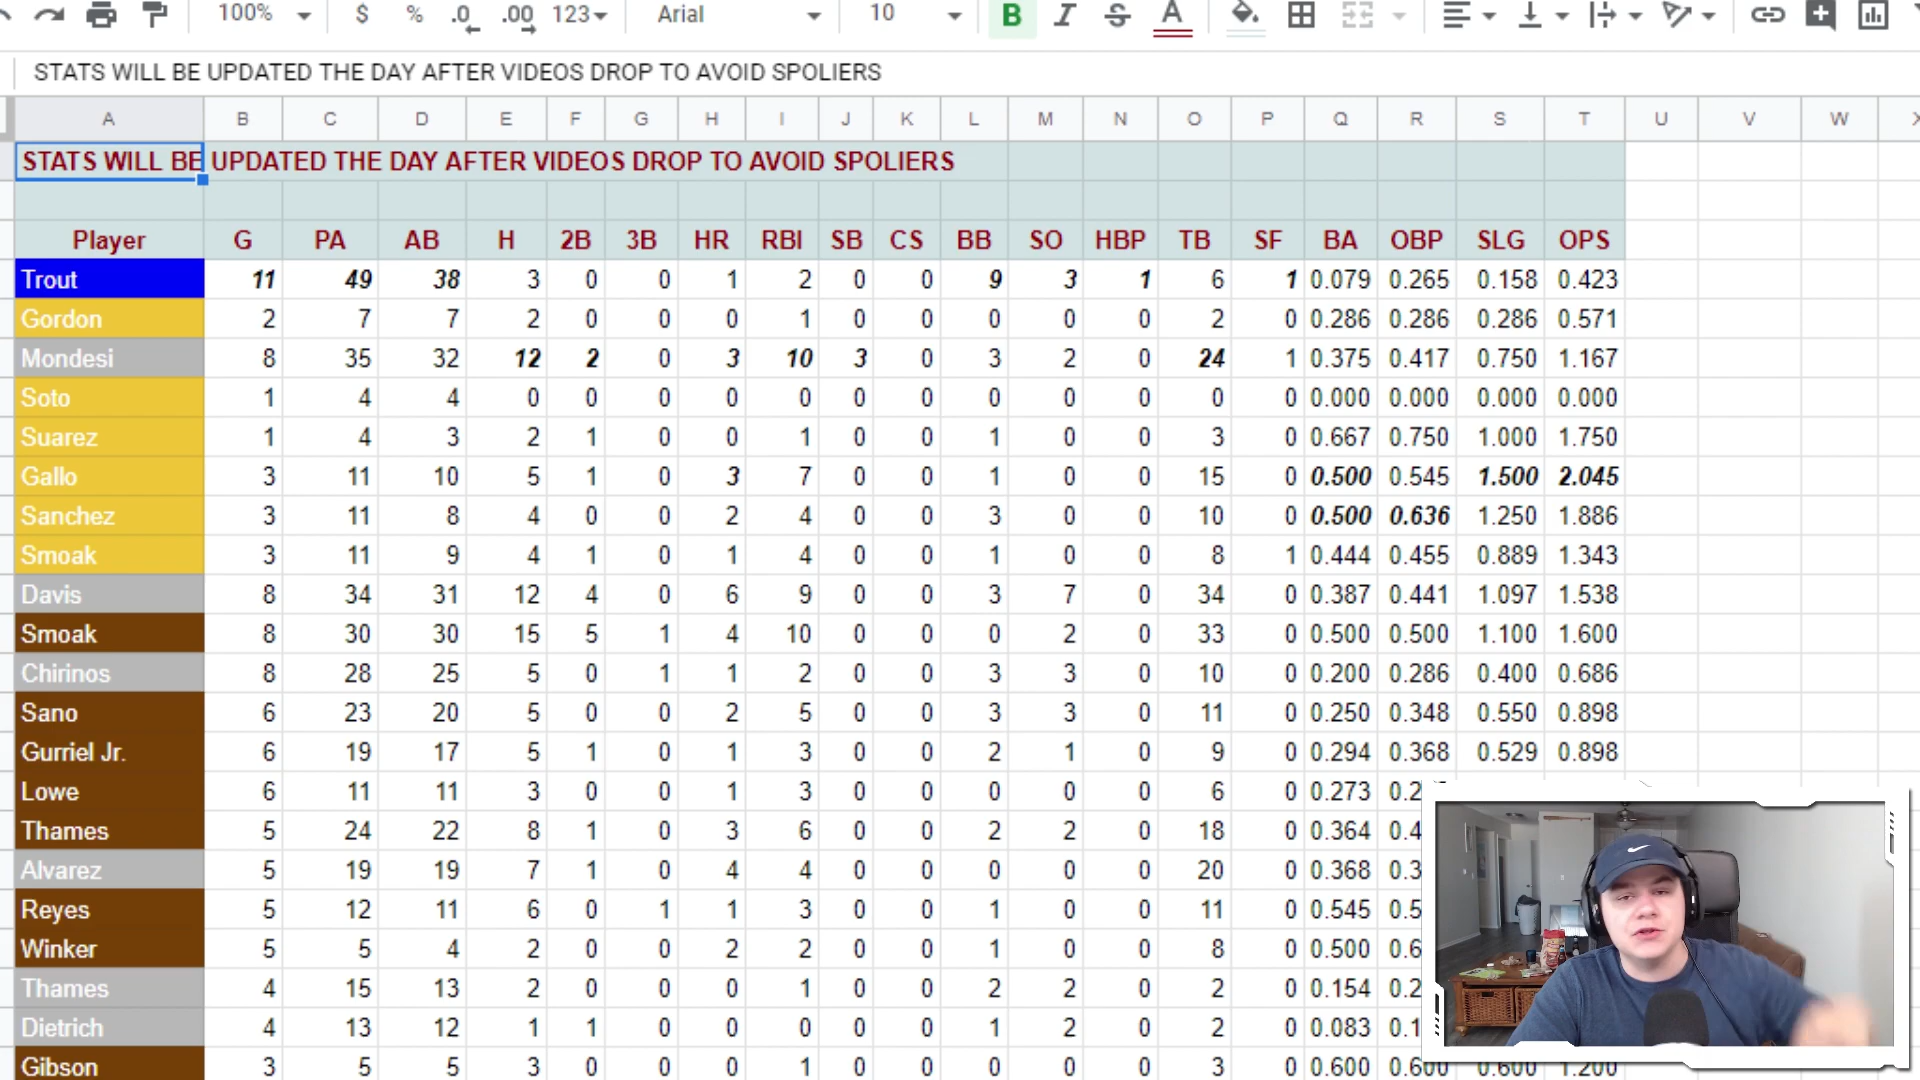 100% $ % .0 .00 123 Arial 10 B I S A
STATS WILL BE UPDATED THE DAY AFTER VIDEOS DROP TO AVOID SPOLIERS
A B C D E F G H I J K L M N O P Q R S T U V W X
STATS WILL BE UPDATED THE DAY AFTER VIDEOS DROP TO AVOID SPOLIERS
Player G PA AB H 2B 3B HR RBI SB CS BB SO HBP TB SF BA OBP SLG OPS
Trout 11 49 38 3 0 0 1 2 0 0 9 3 1 6 1 0.079 0.265 0.158 0.423
Gordon 2 7 7 2 0 0 0 1 0 0 0 0 0 2 0 0.286 0.286 0.286 0.571
Mondesi 8 35 32 12 2 0 3 10 3 0 3 2 0 24 1 0.375 0.417 0.750 1.167
Soto 1 4 4 0 0 0 0 0 0 0 0 0 0 0 0 0.000 0.000 0.000 0.000
Suarez 1 4 3 2 1 0 0 1 0 0 1 0 0 3 0 0.667 0.750 1.000 1.750
Gallo 3 11 10 5 1 0 3 7 0 0 1 0 0 15 0 0.500 0.545 1.500 2.045
Sanchez 3 11 8 4 0 0 2 4 0 0 3 0 0 10 0 0.500 0.636 1.250 1.886
Smoak 3 11 9 4 1 0 1 4 0 0 1 0 0 8 1 0.444 0.455 0.889 1.343
Davis 8 34 31 12 4 0 6 9 0 0 3 7 0 34 0 0.387 0.441 1.097 1.538
Smoak 8 30 30 15 5 1 4 10 0 0 0 2 0 33 0 0.500 0.500 1.100 1.600
Chirinos 8 28 25 5 0 1 1 2 0 0 3 3 0 10 0 0.200 0.286 0.400 0.686
Sano 6 23 20 5 0 0 2 5 0 0 3 3 0 11 0 0.250 0.348 0.550 0.898
Gurriel Jr. 6 19 17 5 1 0 1 3 0 0 2 1 0 9 0 0.294 0.368 0.529 0.898
Lowe 6 11 11 3 0 0 1 3 0 0 0 0 0 6 0 0.273 0.2
Thames 5 24 22 8 1 0 3 6 0 0 2 2 0 18 0 0.364 0.4
Alvarez 5 19 19 7 1 0 4 4 0 0 0 0 0 20 0 0.368 0.3
Reyes 5 12 11 6 0 1 1 3 0 0 1 0 0 11 0 0.545 0.5
Winker 5 5 4 2 0 0 2 2 0 0 1 0 0 8 0 0.500 0.6
Thames 4 15 13 2 0 0 0 1 0 0 2 2 0 2 0 0.154 0.2
Dietrich 4 13 12 1 1 0 0 0 0 0 1 2 0 2 0 0.083 0.1
Gibson 3 5 5 3 0 0 0 1 0 0 0 0 0 3 0 0.600 0.600 0.600 1.200